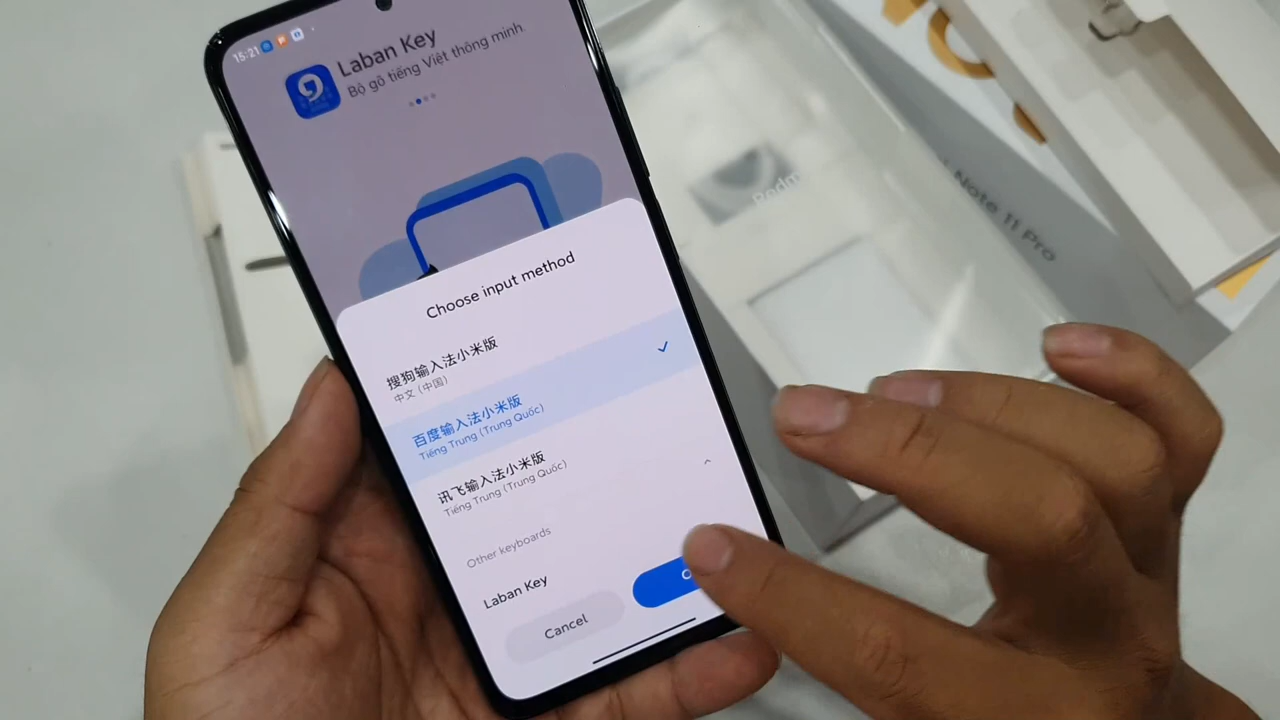 15:21
Laban Key
Bộ gõ tiếng Việt thông minh.
Choose input method
搜狗输入法小米版
中文 (中国)
百度输入法小米版
Tiếng Trung (Trung Quốc)
讯飞输入法小米版
Tiếng Trung (Trung Quốc)
Other keyboards
Laban Key
Cancel
Note 11 Pro